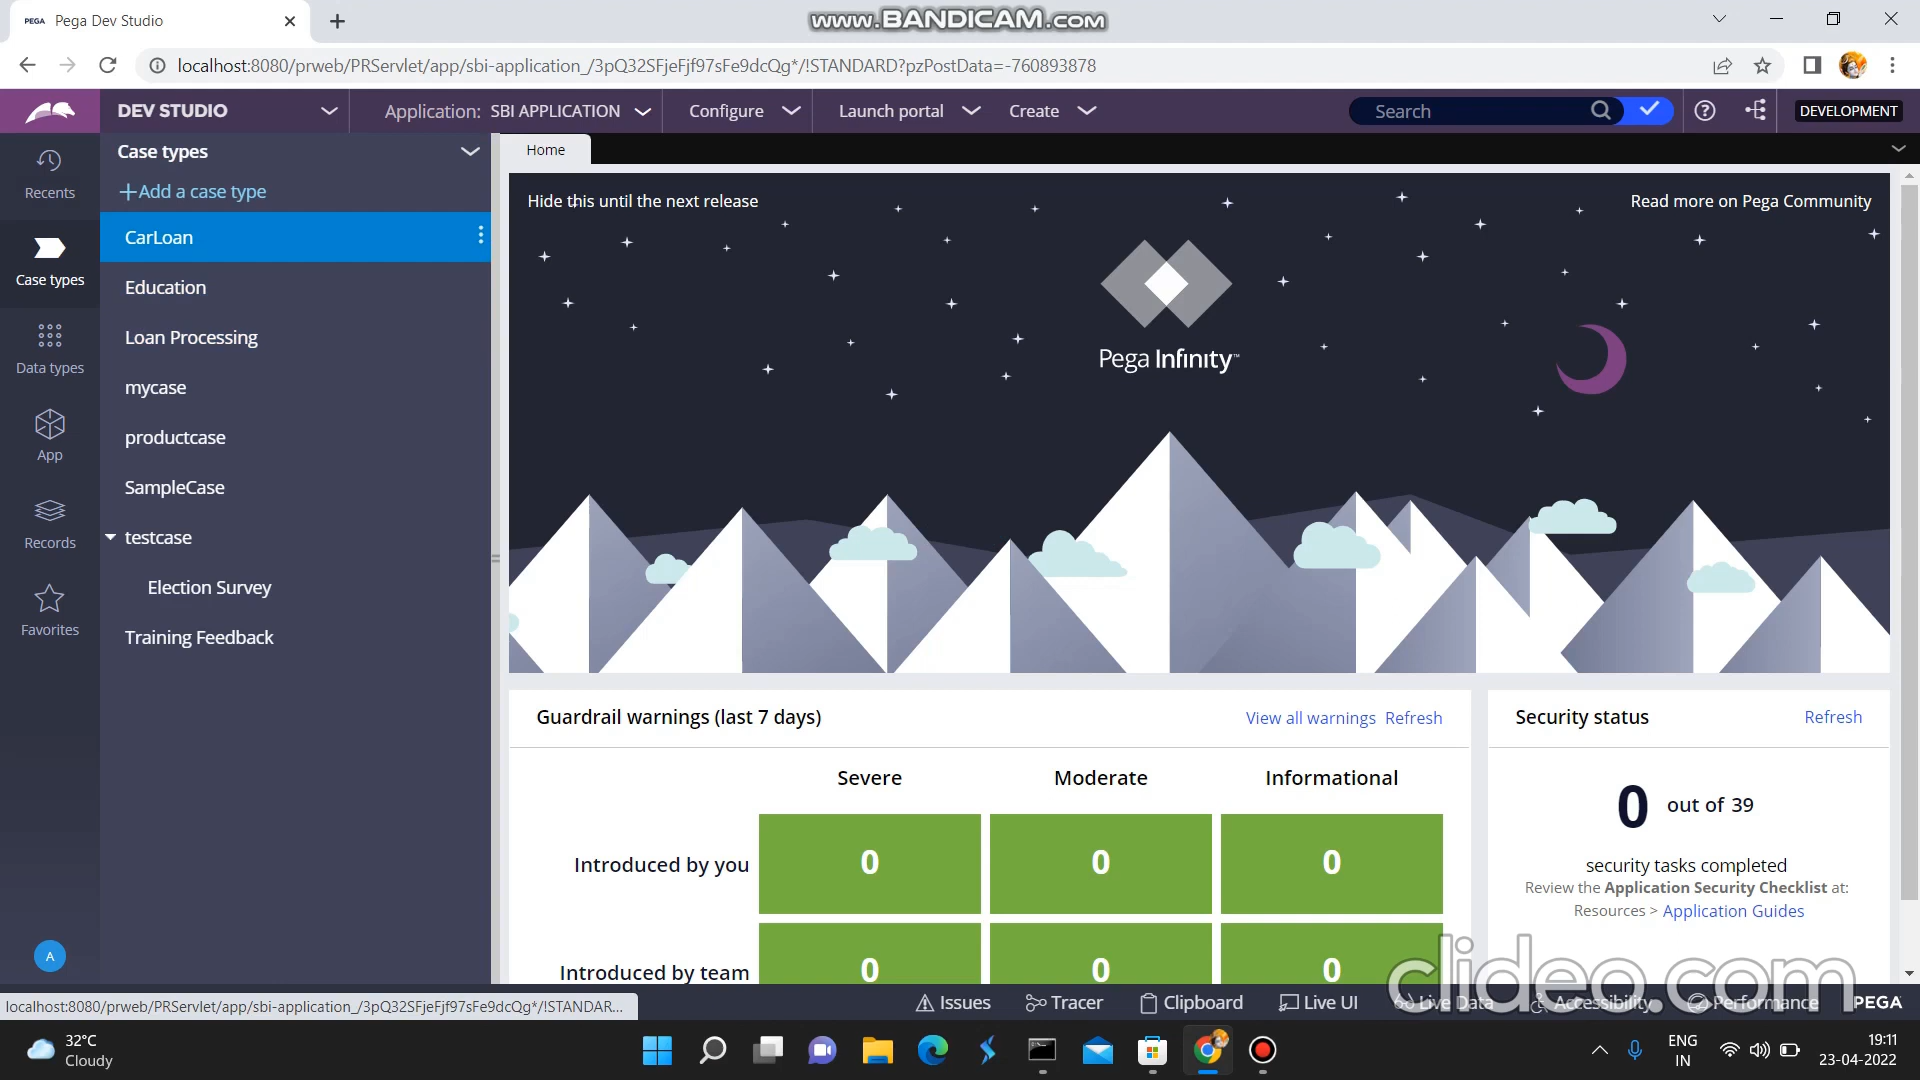 PEGA Pega Dev Studio
www.BANDICAM.com
localhost:8080/prweb/PRServlet/app/sbi-application_/3pQ32SFjeFjf97sFe9dcQg*/!STANDARD?pzPostData=-760893878
DEV STUDIO
Application: SBI APPLICATION
Configure
Launch portal
Create
Search
DEVELOPMENT
Recents
Case types
Data types
App
Records
Favorites
A
Case types
Add a case type
CarLoan
Education
Loan Processing
mycase
productcase
SampleCase
testcase
Election Survey
Training Feedback
Home
Hide this until the next release
Read more on Pega Community
Pega Infinity™
Guardrail warnings (last 7 days)
View all warnings Refresh
Severe Moderate Informational
Introduced by you 0 0 0
Introduced by team 0 0 0
Security status
Refresh
0 out of 39
security tasks completed
Review the Application Security Checklist at:
Resources > Application Guides
clideo.com
localhost:8080/prweb/PRServlet/app/sbi-application_/3pQ32SFjeFjf97sFe9dcQg*/!STANDAR...
Issues
Tracer
Clipboard
Live UI
Live Data
Accessibility
Performance
PEGA
32°C
Cloudy
ENG
IN
19:11
23-04-2022